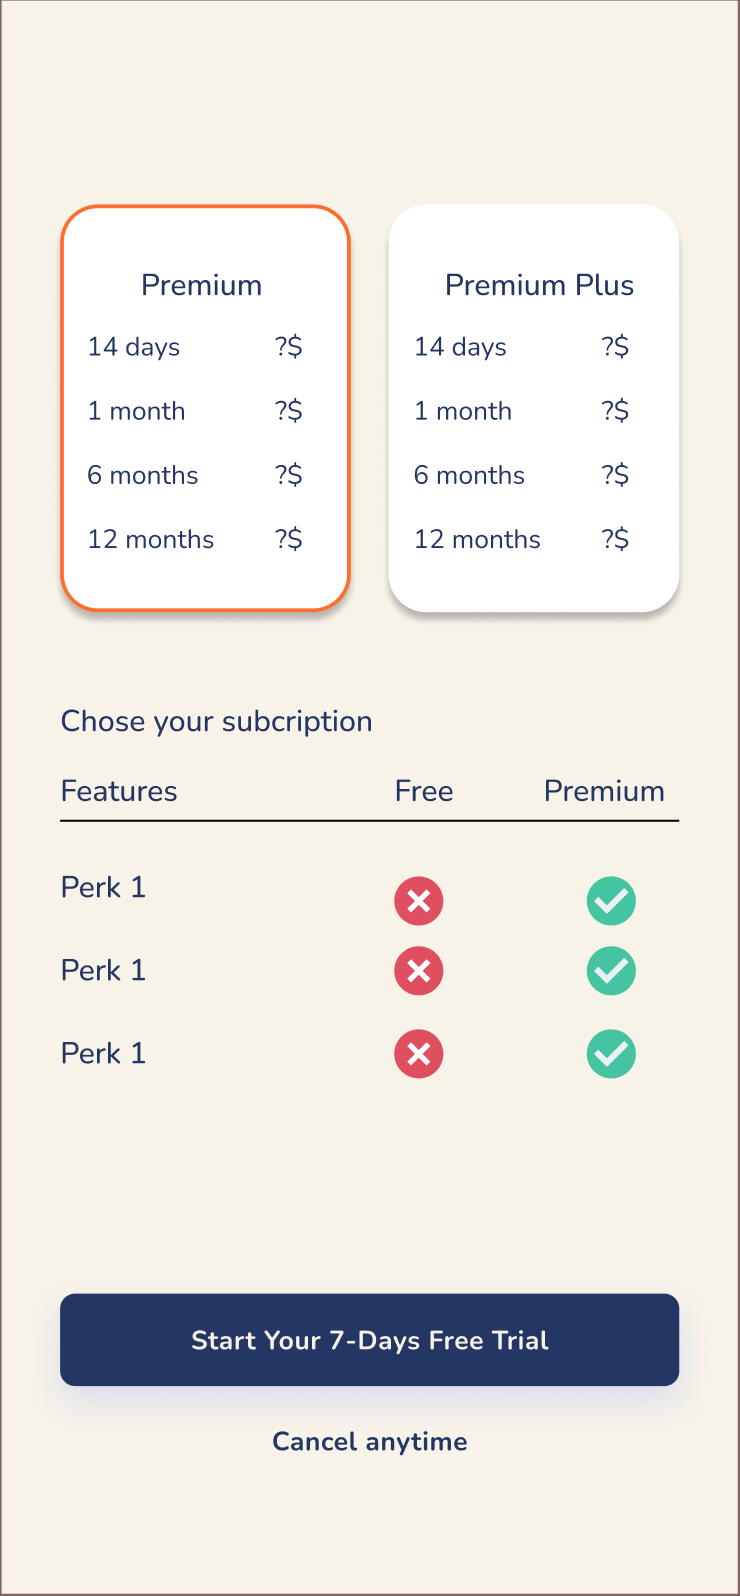 Premium
14 days ?$
1 month ?$
6 months ?$
12 months ?$
Premium Plus
14 days ?$
1 month ?$
6 months ?$
12 months ?$
Chose your subcription
Features Free Premium
Perk 1
Perk 1
Perk 1
Start Your 7-Days Free Trial
Cancel anytime